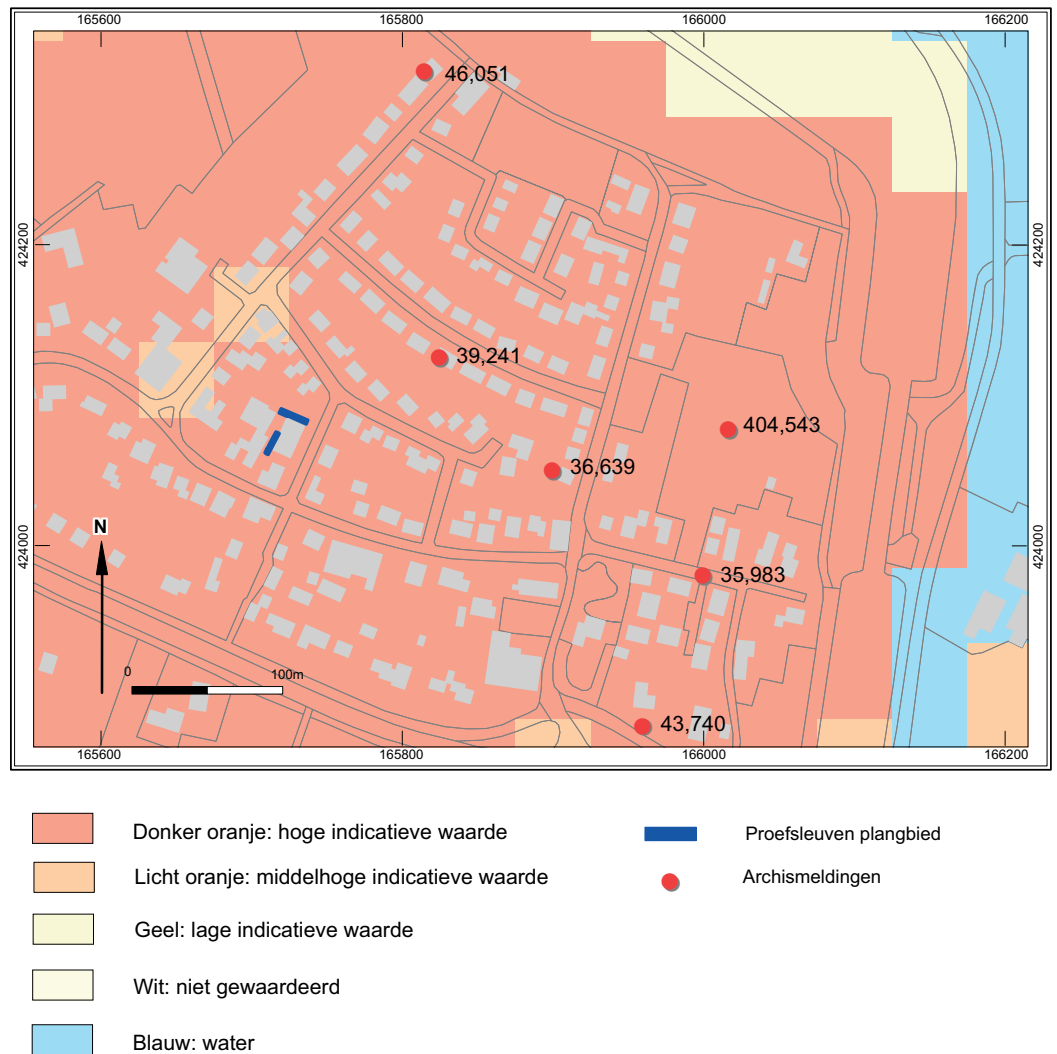 165600 165800 166000 166200
46,051
424200 424200
39,241
404,543
36,639
N
424000 424000
35,983
0 100m
43,740
165600 165800 166000 166200
Donker oranje: hoge indicatieve waarde
Proefsleuven plangbied
Licht oranje: middelhoge indicatieve waarde
Archismeldingen
Geel: lage indicatieve waarde
Wit: niet gewaardeerd
Blauw: water